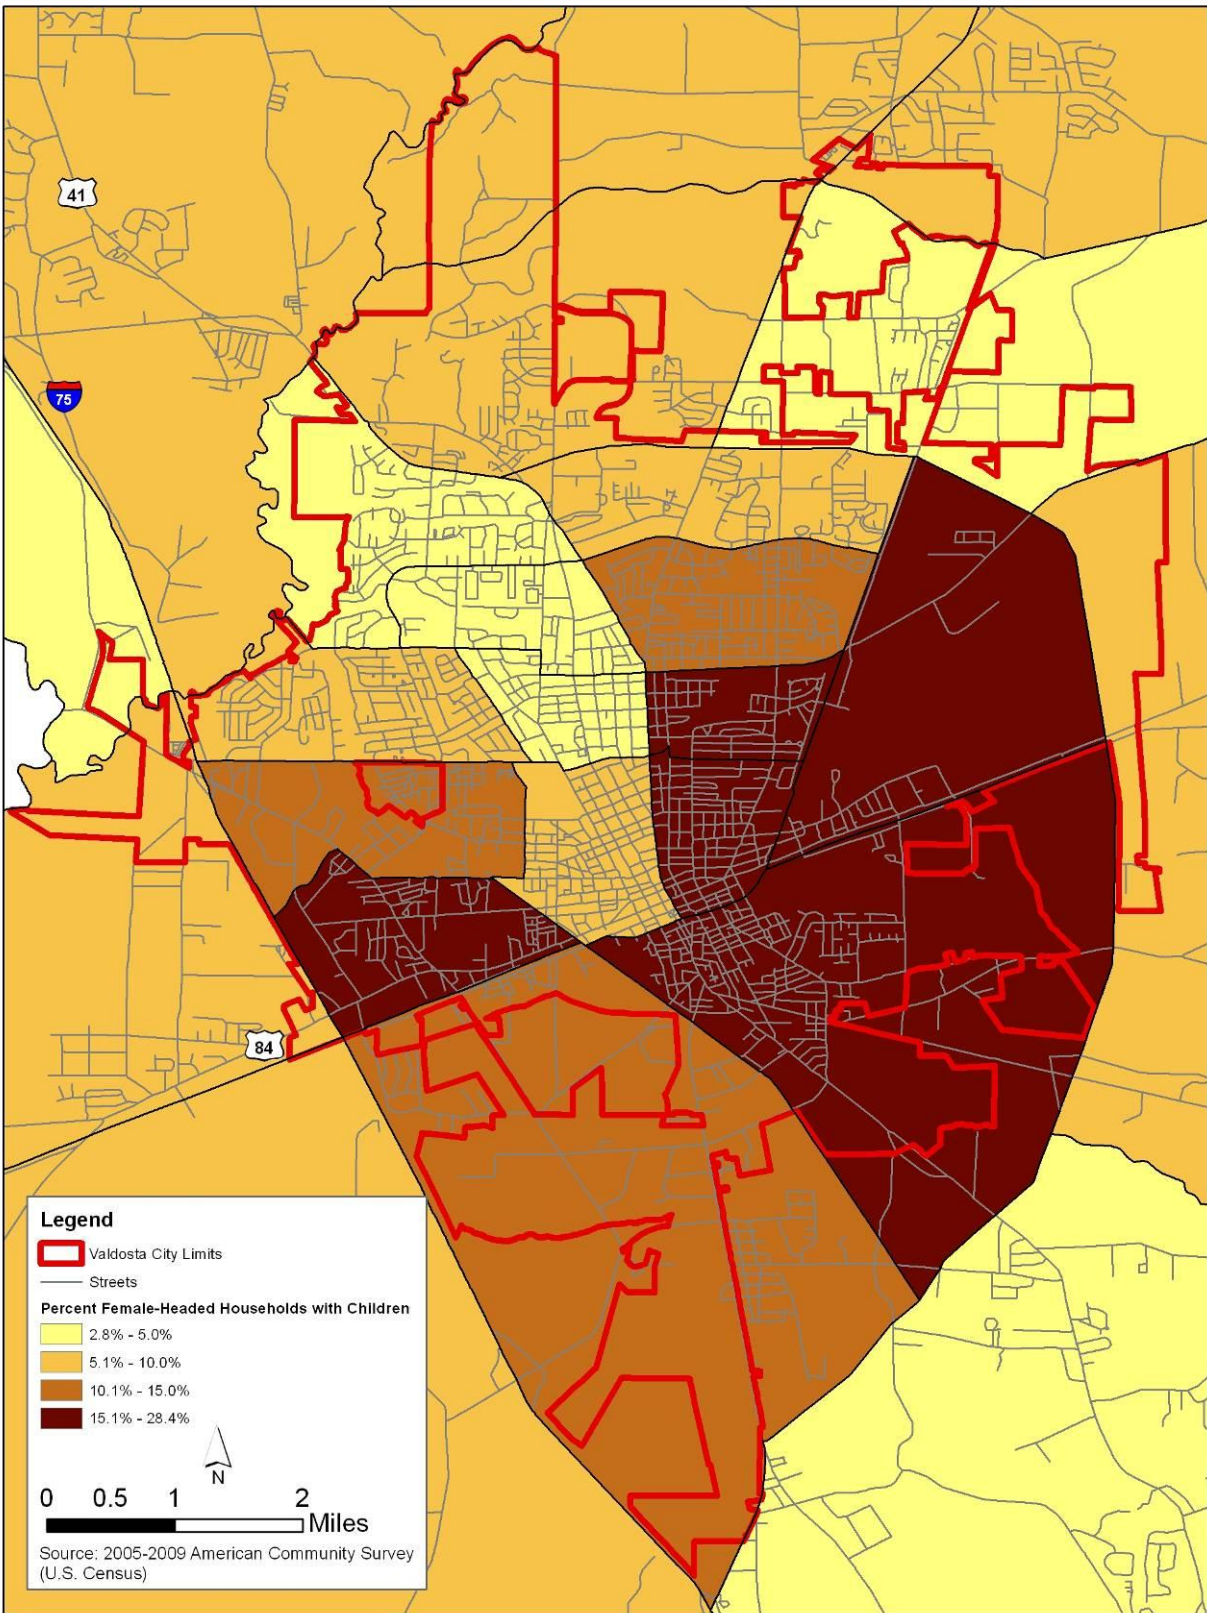 41
75
84
Legend
Valdosta City Limits
Streets
Percent Female-Headed Households with Children
2.8% - 5.0%
5.1% - 10.0%
10.1% - 15.0%
15.1% - 28.4%
N
0 0.5 1 2
Miles
Source: 2005-2009 American Community Survey
(U.S. Census)